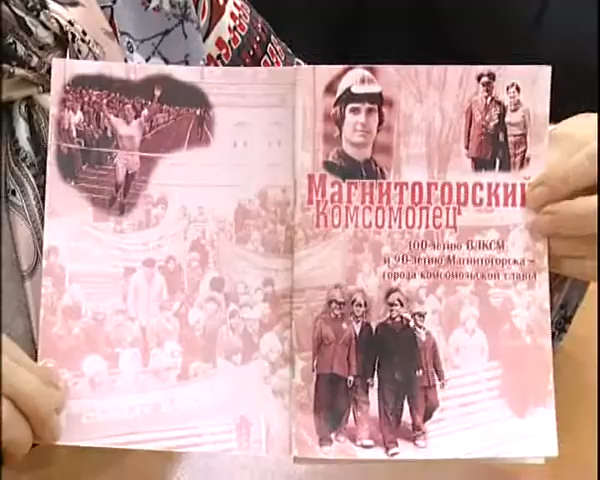 Магнитогорский
Комсомолец
100-летию ВЛКСМ
и 90-летию Магнитогорска –
города комсомольской славы